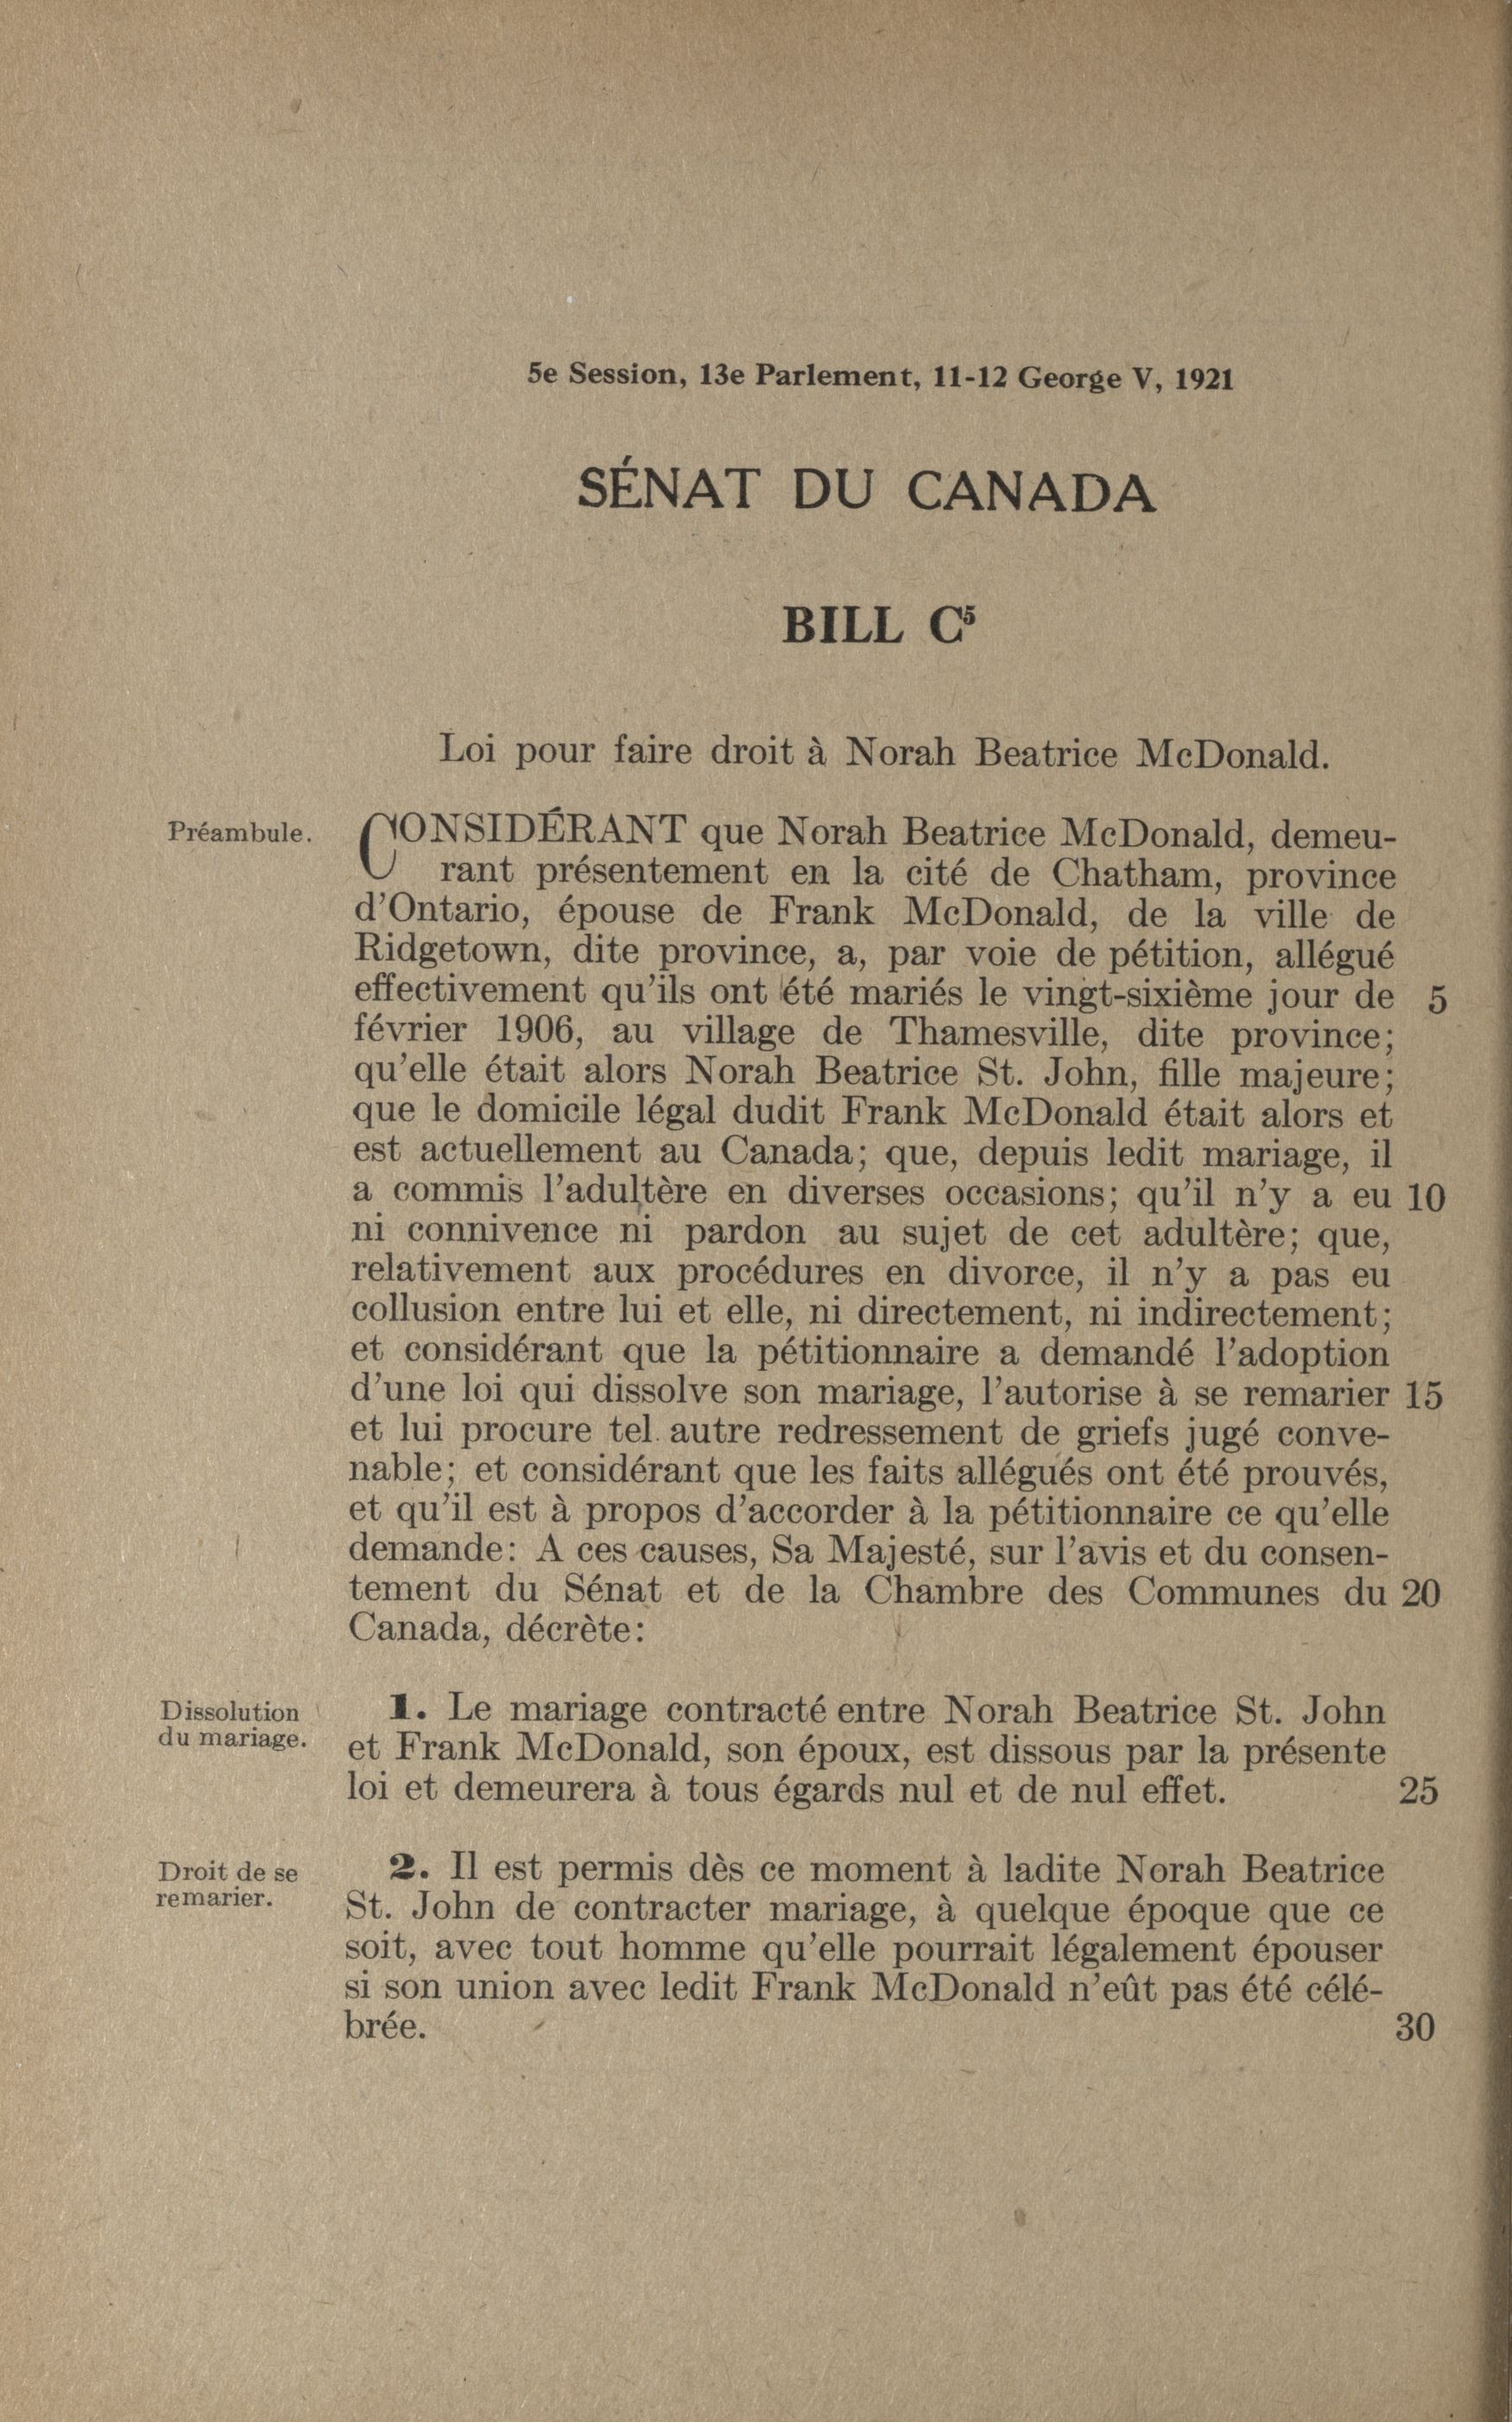 5e Session, 13e Parlement, 11-12 George V, 1921
SÉNAT DU CANADA
BILL C⁵
Loi pour faire droit à Norah Beatrice McDonald.
Préambule.
CONSIDÉRANT que Norah Beatrice McDonald, demeu-
rant présentement en la cité de Chatham, province
d'Ontario, épouse de Frank McDonald, de la ville de
Ridgetown, dite province, a, par voie de pétition, allégué
effectivement qu'ils ont été mariés le vingt-sixième jour de 5
février 1906, au village de Thamesville, dite province;
qu'elle était alors Norah Beatrice St. John, fille majeure;
que le domicile légal dudit Frank McDonald était alors et
est actuellement au Canada; que, depuis ledit mariage, il
a commis l'adultère en diverses occasions; qu'il n'y a eu 10
ni connivence ni pardon au sujet de cet adultère; que,
relativement aux procédures en divorce, il n'y a pas eu
collusion entre lui et elle, ni directement, ni indirectement;
et considérant que la pétitionnaire a demandé l'adoption
d'une loi qui dissolve son mariage, l'autorise à se remarier 15
et lui procure tel autre redressement de griefs jugé conve-
nable; et considérant que les faits allégués ont été prouvés,
et qu'il est à propos d'accorder à la pétitionnaire ce qu'elle
demande: A ces causes, Sa Majesté, sur l'avis et du consen-
tement du Sénat et de la Chambre des Communes du 20
Canada, décrète:
Dissolution
du mariage.
1. Le mariage contracté entre Norah Beatrice St. John
et Frank McDonald, son époux, est dissous par la présente
loi et demeurera à tous égards nul et de nul effet. 25
Droit de se
remarier.
2. Il est permis dès ce moment à ladite Norah Beatrice
St. John de contracter mariage, à quelque époque que ce
soit, avec tout homme qu'elle pourrait légalement épouser
si son union avec ledit Frank McDonald n'eût pas été célé-
brée. 30